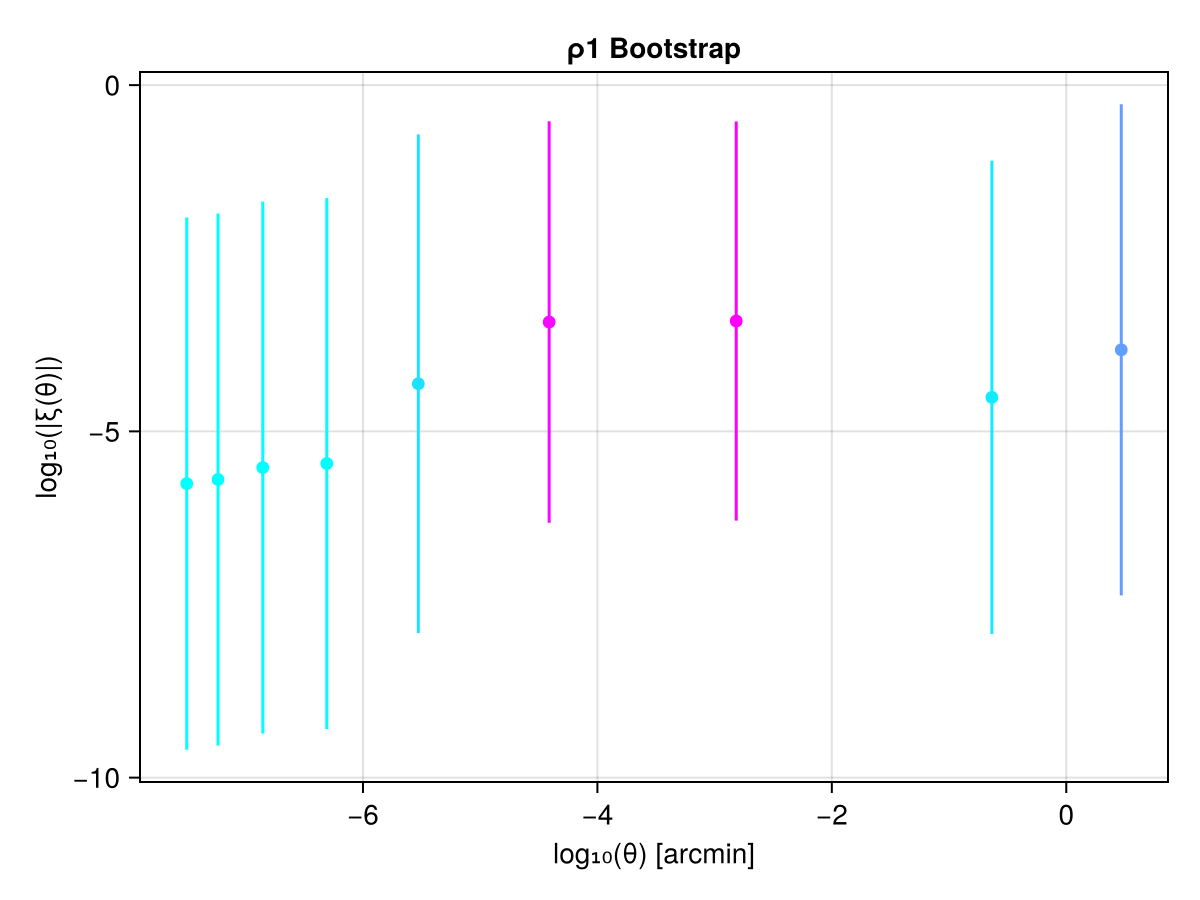 ρ1 Bootstrap
0
−5
−10
log₁₀(|ξ(θ)|)
−6
−4
−2
0
log₁₀(θ) [arcmin]